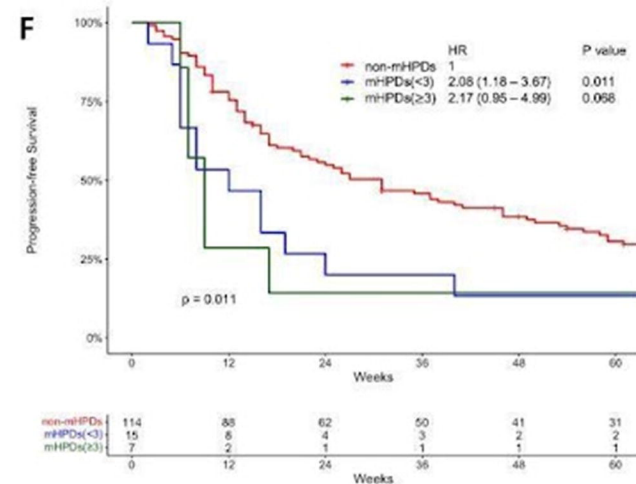 F
HR P value
non-mHPDs 1
mHPDs(<3) 2.08 (1.18 – 3.67) 0.011
mHPDs(≥3) 2.17 (0.95 – 4.99) 0.068
Progression-free Survival
100%
75%
50%
25%
0%
p = 0.011
0 12 24 36 48 60
Weeks
non-mHPDs 114 88 62 50 41 31
mHPDs(<3) 15 8 4 3 2 2
mHPDs(≥3) 7 2 1 1 1 1
0 12 24 36 48 60
Weeks